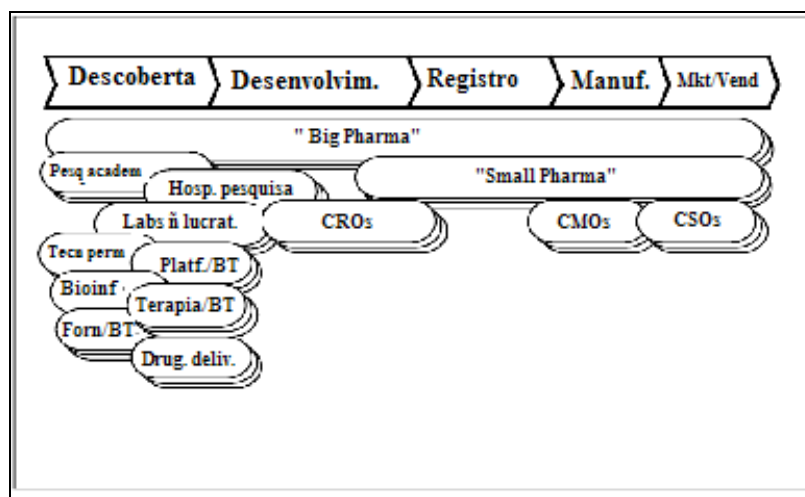 Descoberta Desenvolvim. Registro Manuf. Mkt/Vend
" Big Pharma"
Pesq academ
Hosp. pesquisa
"Small Pharma"
Labs ñ lucrat.
CROs
CMOs
CSOs
Tecn perm
Platf./BT
Bioinf
Terapia/BT
Forn/BT
Drug. deliv.